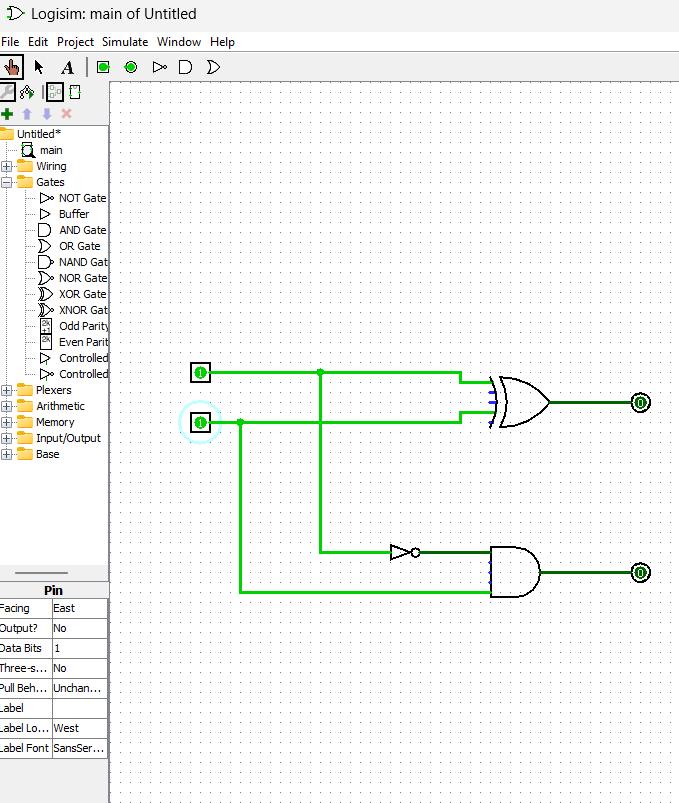 Logisim: main of Untitled
File Edit Project Simulate Window Help
A
Untitled*
main
Wiring
Gates
NOT Gate
Buffer
AND Gate
OR Gate
NAND Gat
NOR Gate
XOR Gate
XNOR Gat
2k+1 Odd Parity
2k Even Parit
Controlled
Controlled
Plexers
Arithmetic
Memory
Input/Output
Base
1
1
0
0
Pin
Facing East
Output? No
Data Bits 1
Three-s... No
Pull Beh... Unchan...
Label
Label Lo... West
Label Font SansSer...